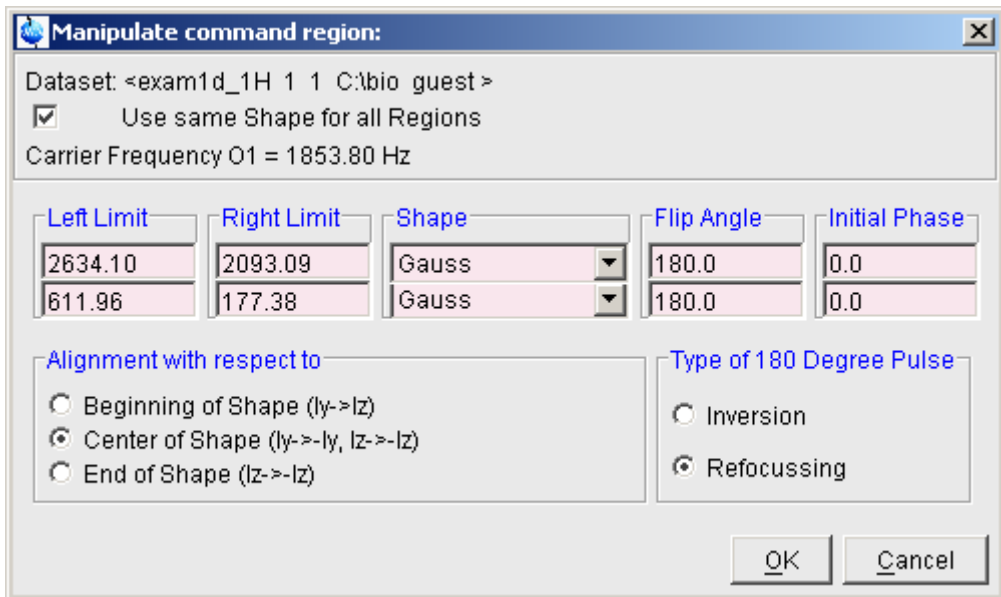 Manipulate command region:
Dataset: <exam1d_1H 1 1 C:\bio guest >
Use same Shape for all Regions
Carrier Frequency O1 = 1853.80 Hz
Left Limit Right Limit Shape Flip Angle Initial Phase
2634.10 2093.09 Gauss 180.0 0.0
611.96 177.38 Gauss 180.0 0.0
Alignment with respect to
Beginning of Shape (Iy->Iz)
Center of Shape (Iy->-Iy, Iz->-Iz)
End of Shape (Iz->-Iz)
Type of 180 Degree Pulse
Inversion
Refocussing
OK Cancel